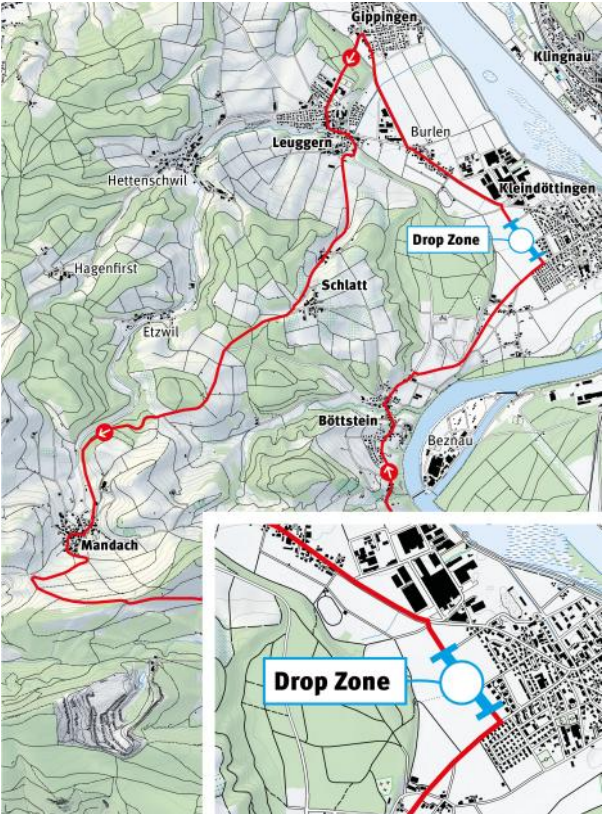 Gippingen
Klingnau
Burlen
Leuggern
Hettenschwil
Kleindöttingen
Drop Zone
Hagenfirst
Schlatt
Etzwil
Böttstein
Beznau
Mandach
Drop Zone